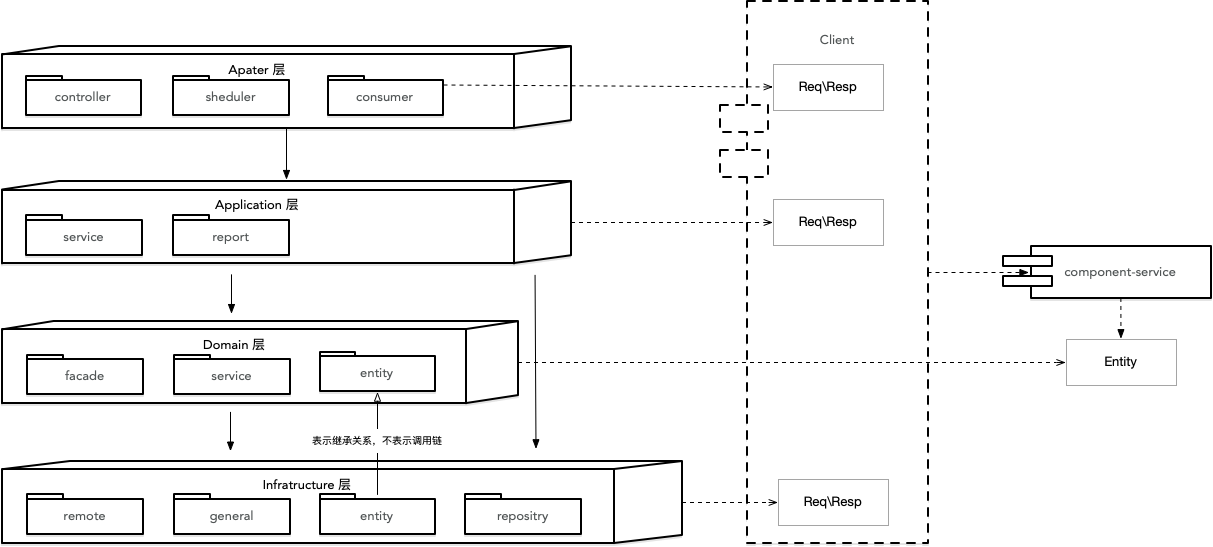 Client
Apater 层
controller
sheduler
consumer
Req\Resp
Application 层
service
report
Req\Resp
component-service
Domain 层
facade
service
entity
Entity
表示继承关系，不表示调用链
Infratructure 层
remote
general
entity
repositry
Req\Resp